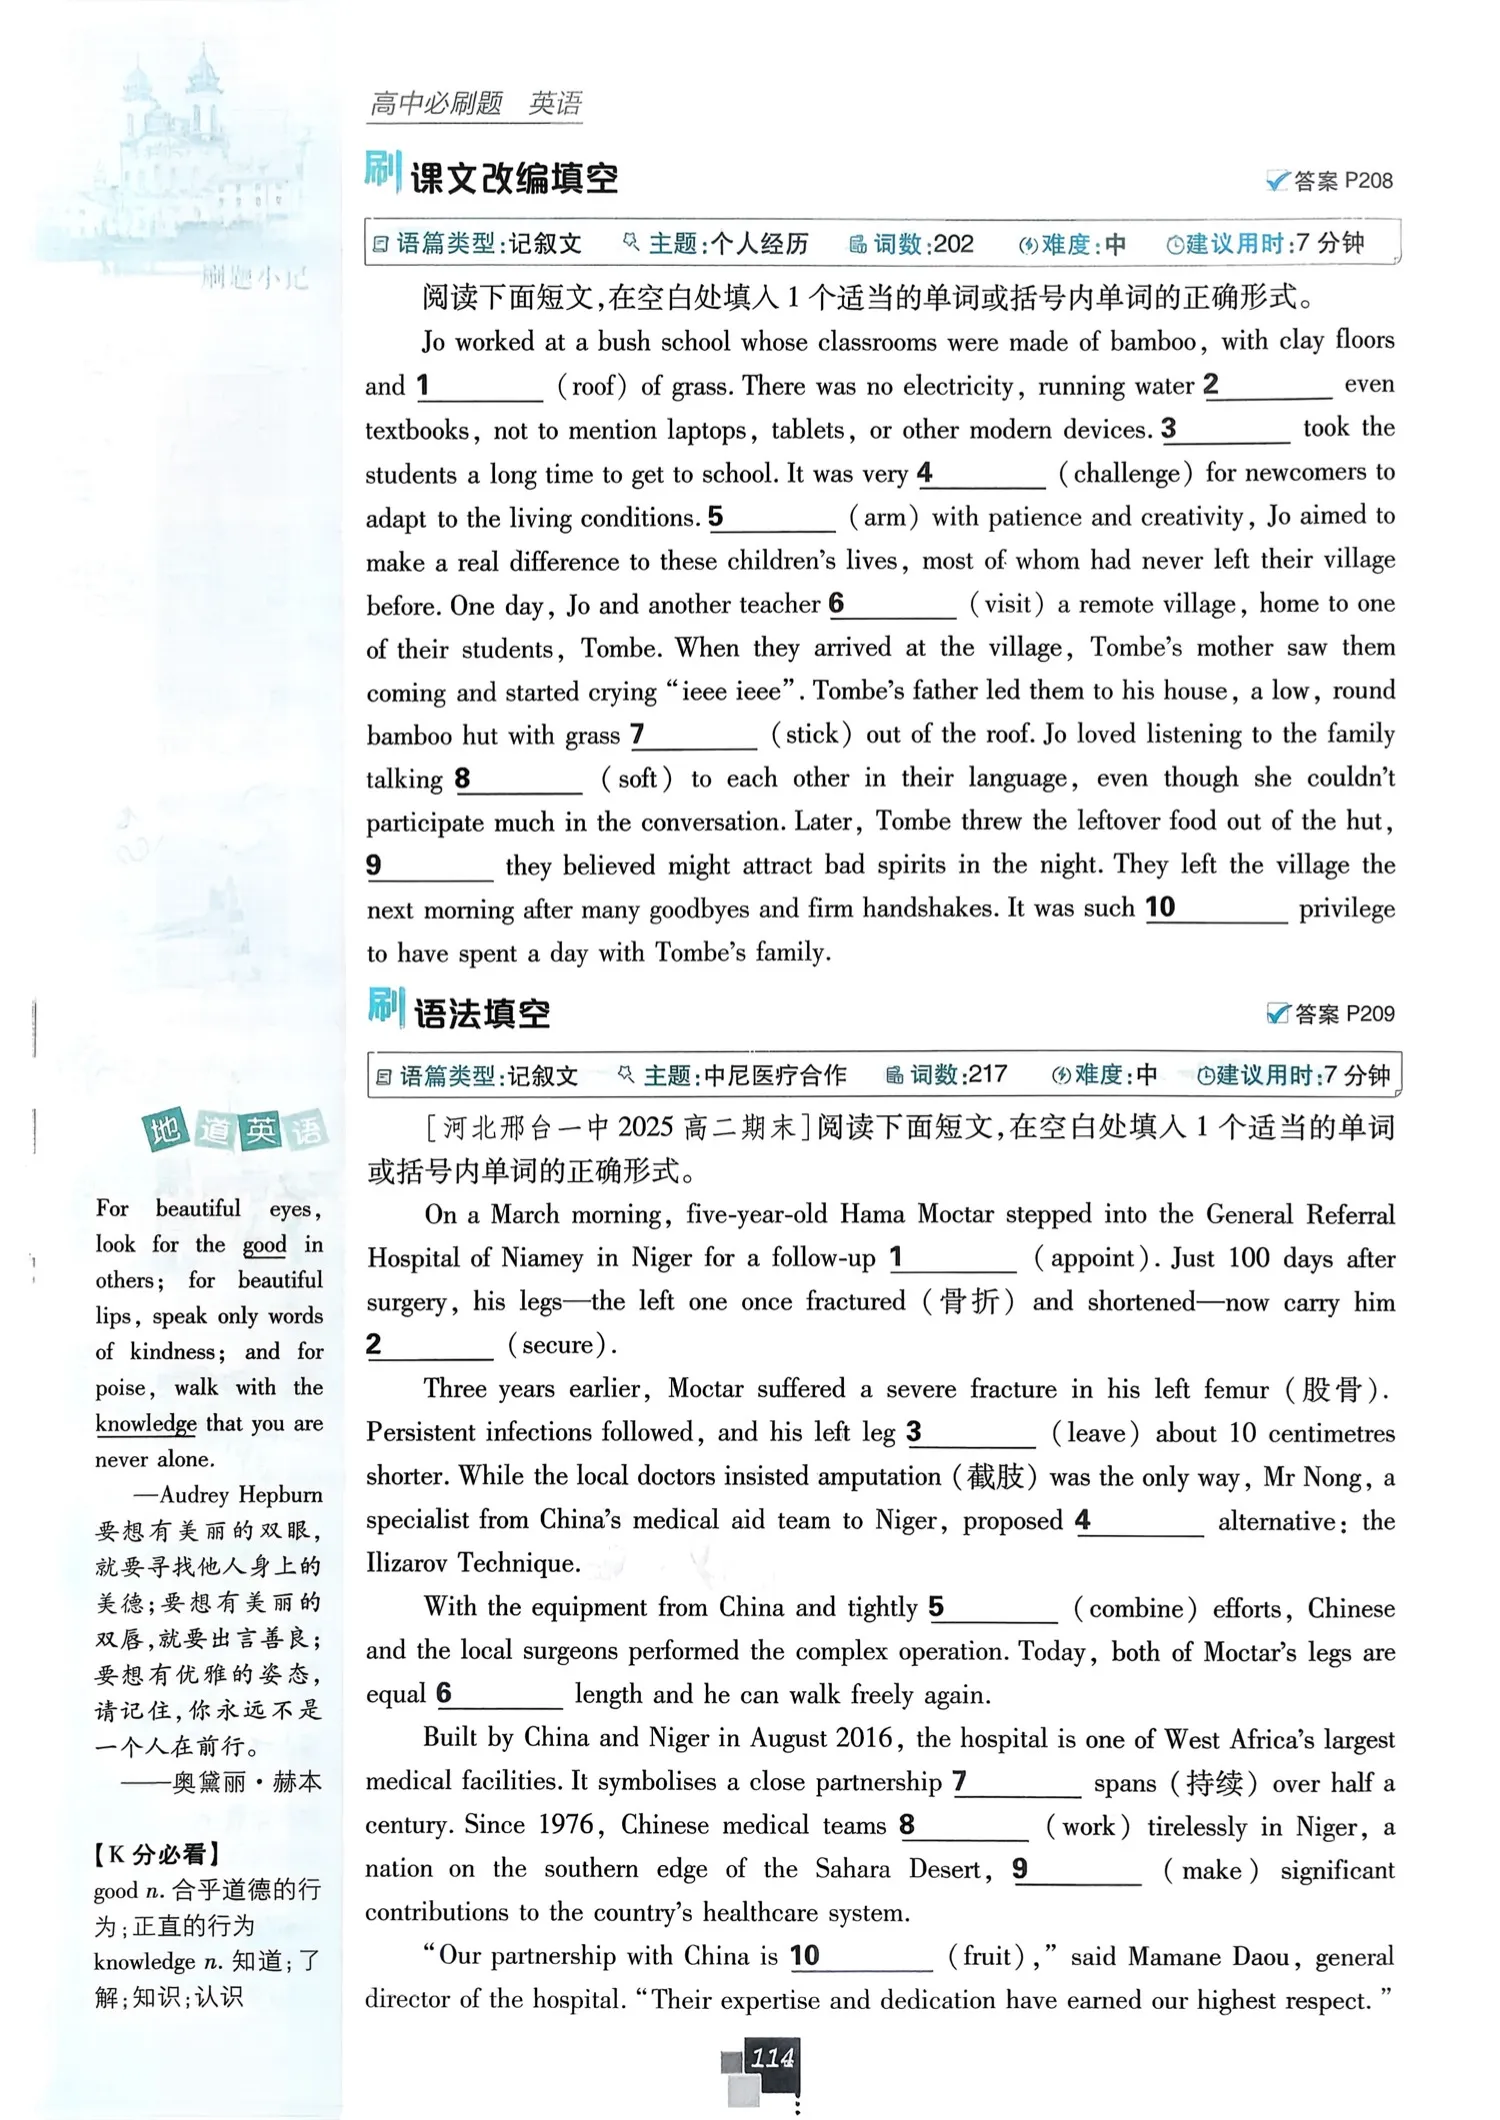 高中必刷题 英语
刷 课文改编填空
答案 P208
语篇类型:记叙文 主题:个人经历 词数:202 难度:中 建议用时:7 分钟
刷题小记
阅读下面短文,在空白处填入 1 个适当的单词或括号内单词的正确形式。
Jo worked at a bush school whose classrooms were made of bamboo, with clay floors
and 1________ (roof) of grass. There was no electricity, running water 2________ even
textbooks, not to mention laptops, tablets, or other modern devices. 3________ took the
students a long time to get to school. It was very 4________ (challenge) for newcomers to
adapt to the living conditions. 5________ (arm) with patience and creativity, Jo aimed to
make a real difference to these children's lives, most of whom had never left their village
before. One day, Jo and another teacher 6________ (visit) a remote village, home to one
of their students, Tombe. When they arrived at the village, Tombe's mother saw them
coming and started crying “ieee ieee”. Tombe's father led them to his house, a low, round
bamboo hut with grass 7________ (stick) out of the roof. Jo loved listening to the family
talking 8________ (soft) to each other in their language, even though she couldn't
participate much in the conversation. Later, Tombe threw the leftover food out of the hut,
9________ they believed might attract bad spirits in the night. They left the village the
next morning after many goodbyes and firm handshakes. It was such 10________ privilege
to have spent a day with Tombe's family.
刷 语法填空
答案 P209
语篇类型:记叙文 主题:中尼医疗合作 词数:217 难度:中 建议用时:7 分钟
[河北邢台一中 2025 高二期末]阅读下面短文,在空白处填入 1 个适当的单词
或括号内单词的正确形式。
On a March morning, five-year-old Hama Moctar stepped into the General Referral
Hospital of Niamey in Niger for a follow-up 1________ (appoint). Just 100 days after
surgery, his legs—the left one once fractured (骨折) and shortened—now carry him
2________ (secure).
Three years earlier, Moctar suffered a severe fracture in his left femur (股骨).
Persistent infections followed, and his left leg 3________ (leave) about 10 centimetres
shorter. While the local doctors insisted amputation (截肢) was the only way, Mr Nong, a
specialist from China's medical aid team to Niger, proposed 4________ alternative: the
Ilizarov Technique.
With the equipment from China and tightly 5________ (combine) efforts, Chinese
and the local surgeons performed the complex operation. Today, both of Moctar's legs are
equal 6________ length and he can walk freely again.
Built by China and Niger in August 2016, the hospital is one of West Africa's largest
medical facilities. It symbolises a close partnership 7________ spans (持续) over half a
century. Since 1976, Chinese medical teams 8________ (work) tirelessly in Niger, a
nation on the southern edge of the Sahara Desert, 9________ (make) significant
contributions to the country's healthcare system.
“Our partnership with China is 10________ (fruit),” said Mamane Daou, general
director of the hospital. “Their expertise and dedication have earned our highest respect.”
地道英语
For beautiful eyes,
look for the good in
others; for beautiful
lips, speak only words
of kindness; and for
poise, walk with the
knowledge that you are
never alone.
—Audrey Hepburn
要想有美丽的双眼,
就要寻找他人身上的
美德;要想有美丽的
双唇,就要出言善良;
要想有优雅的姿态,
请记住,你永远不是
一个人在前行。
——奥黛丽·赫本
【K 分必看】
good n. 合乎道德的行
为;正直的行为
knowledge n. 知道;了
解;知识;认识
114